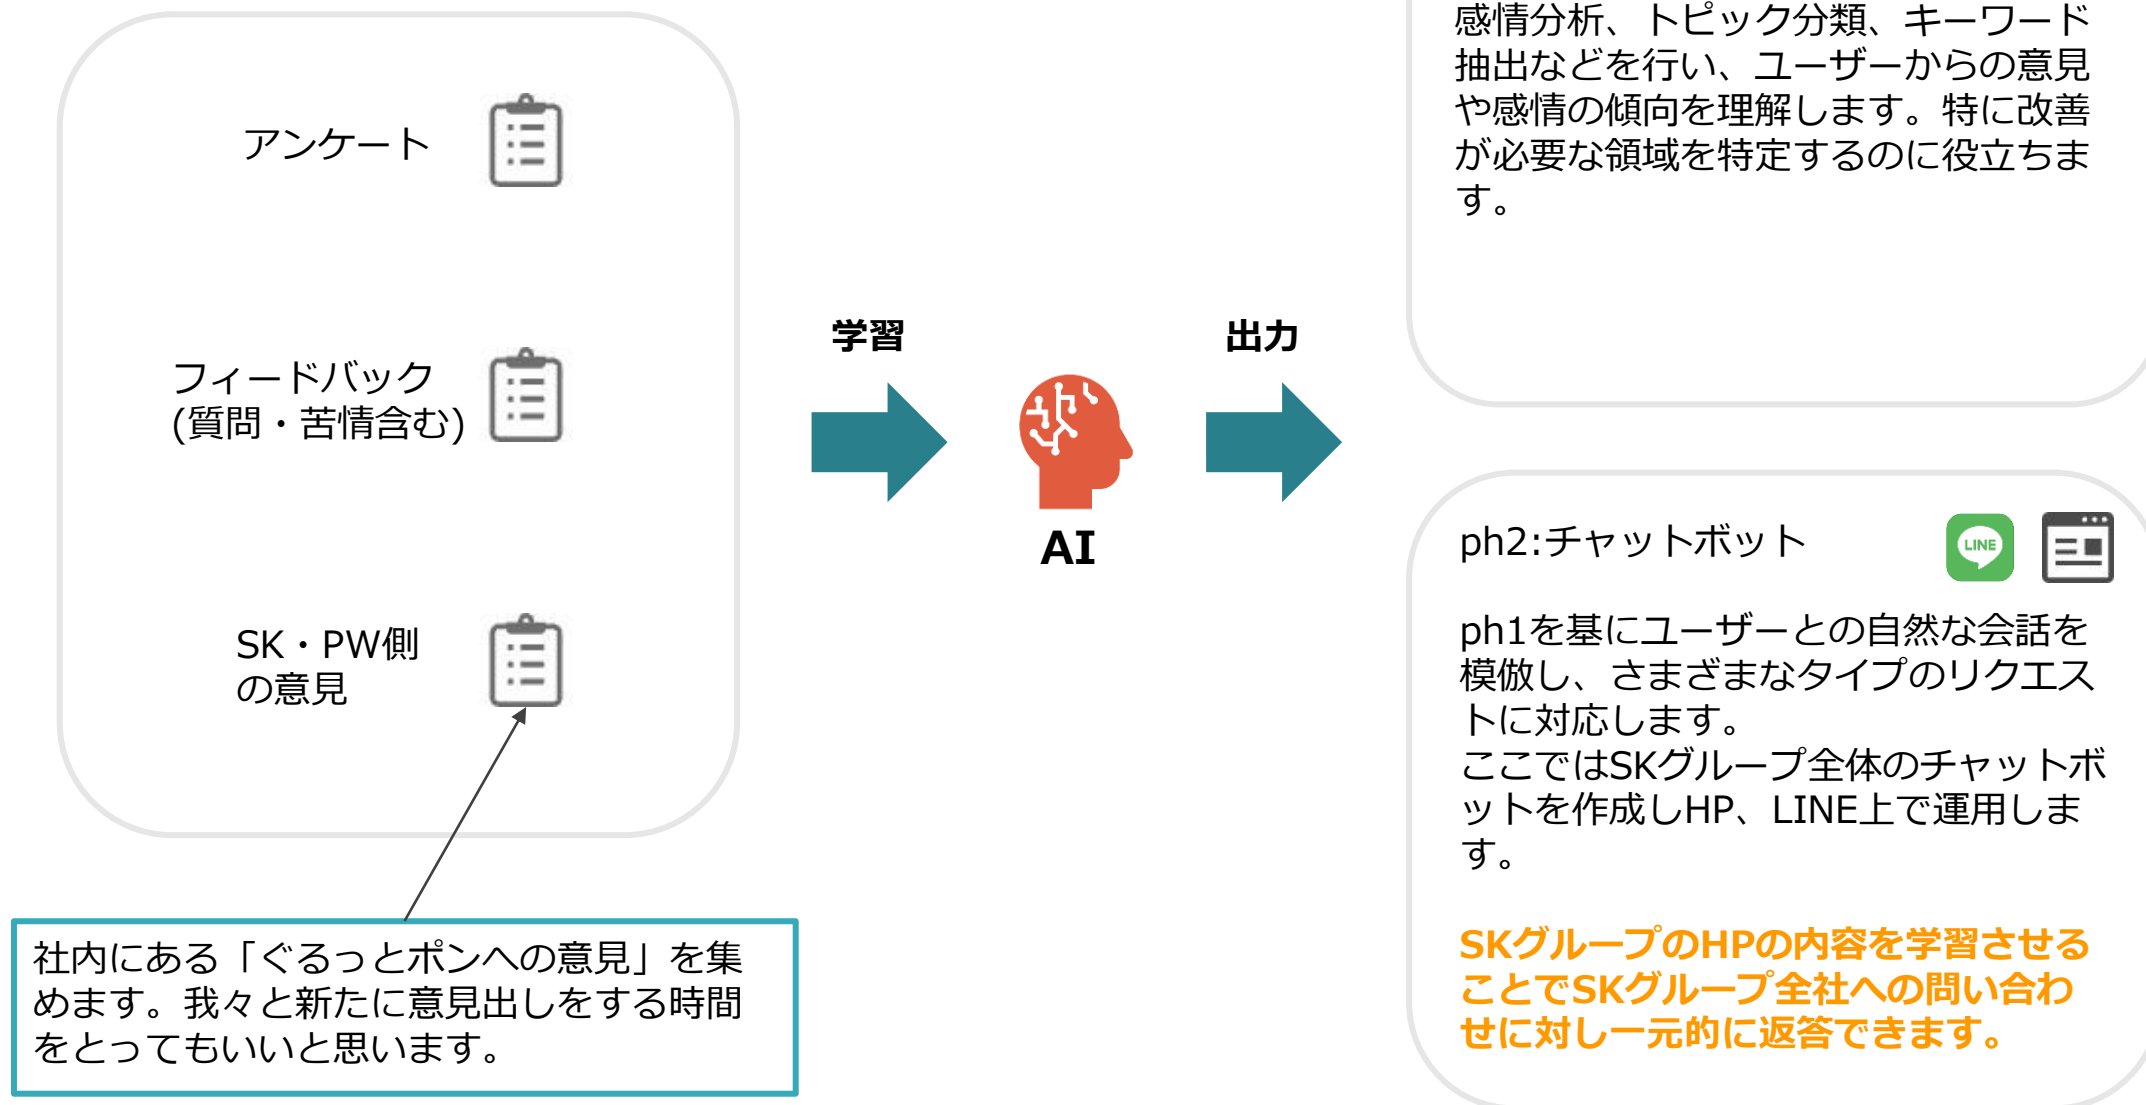 アンケート
フィードバック
(質問・苦情含む)
SK・PW側
の意見
社内にある「ぐるっとポンへの意見」を集
めます。我々と新たに意見出しをする時間
をとってもいいと思います。
学習
AI
出力
感情分析、トピック分類、キーワード
抽出などを行い、ユーザーからの意見
や感情の傾向を理解します。特に改善
が必要な領域を特定するのに役立ちま
す。
ph2:チャットボット
LINE
ph1を基にユーザーとの自然な会話を
模倣し、さまざまなタイプのリクエス
トに対応します。
ここではSKグループ全体のチャットボ
ットを作成しHP、LINE上で運用しま
す。
SKグループのHPの内容を学習させる
ことでSKグループ全社への問い合わ
せに対し一元的に返答できます。